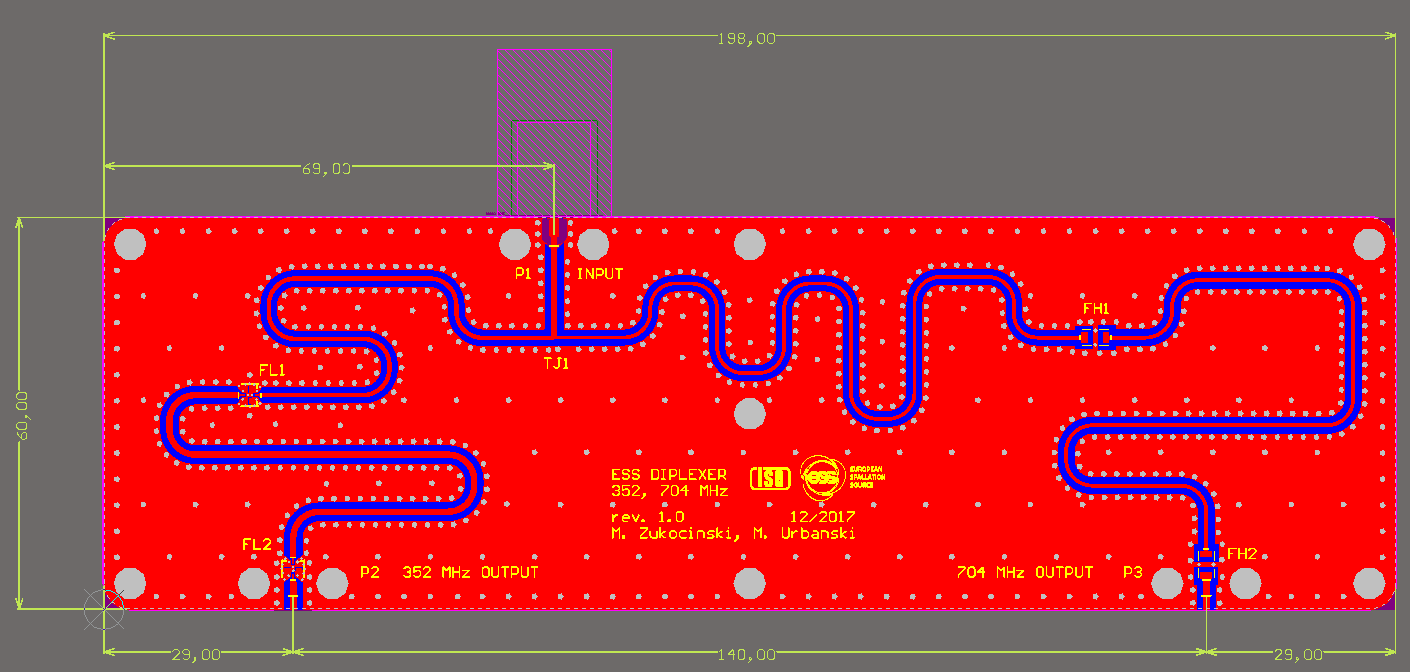 198,00
69,00
P1
INPUT
FH1
TJ1
FL1
60,00
ESS DIPLEXER
352, 704 MHz
ISE
ess
EUROPEAN
SPALLATION
SOURCE
rev. 1.0
12/2017
M. Zukocinski, M. Urbanski
FL2
FH2
P2
352 MHz OUTPUT
704 MHz OUTPUT
P3
29,00
140,00
29,00